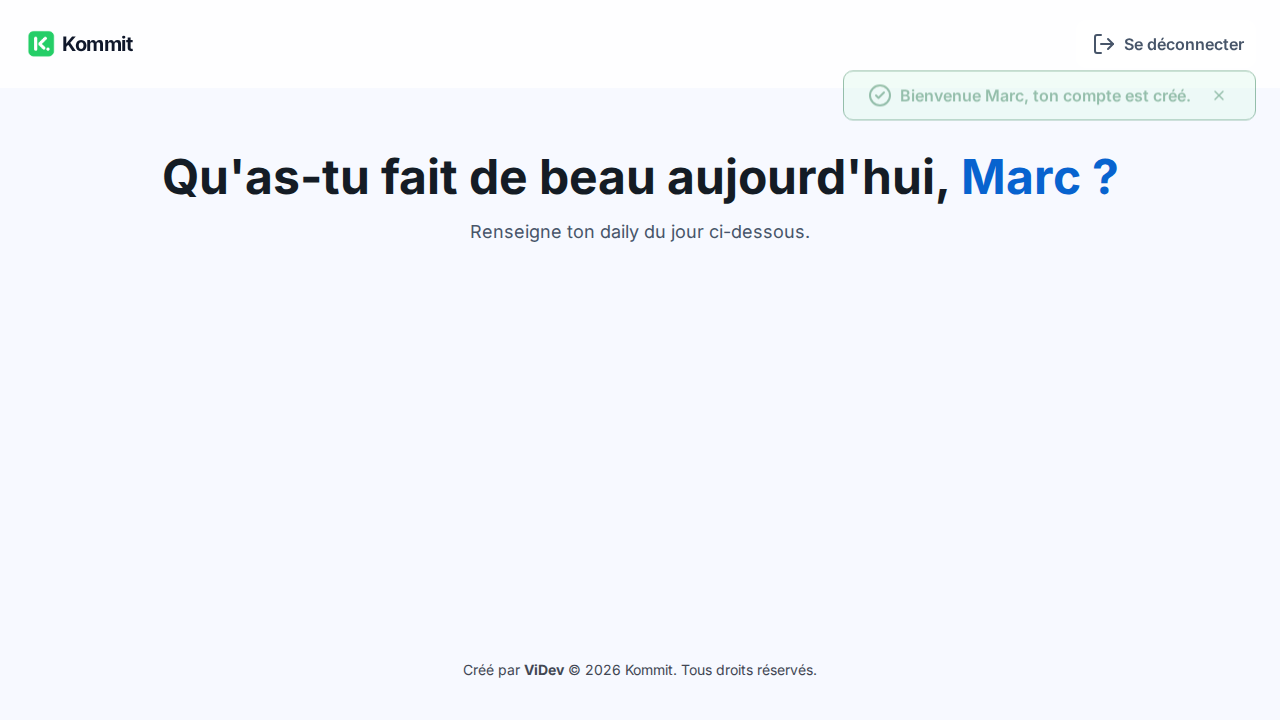 Kommit
Se déconnecter
Bienvenue Marc, ton compte est créé.
Qu'as-tu fait de beau aujourd'hui, Marc ?
Renseigne ton daily du jour ci-dessous.
Créé par ViDev © 2026 Kommit. Tous droits réservés.